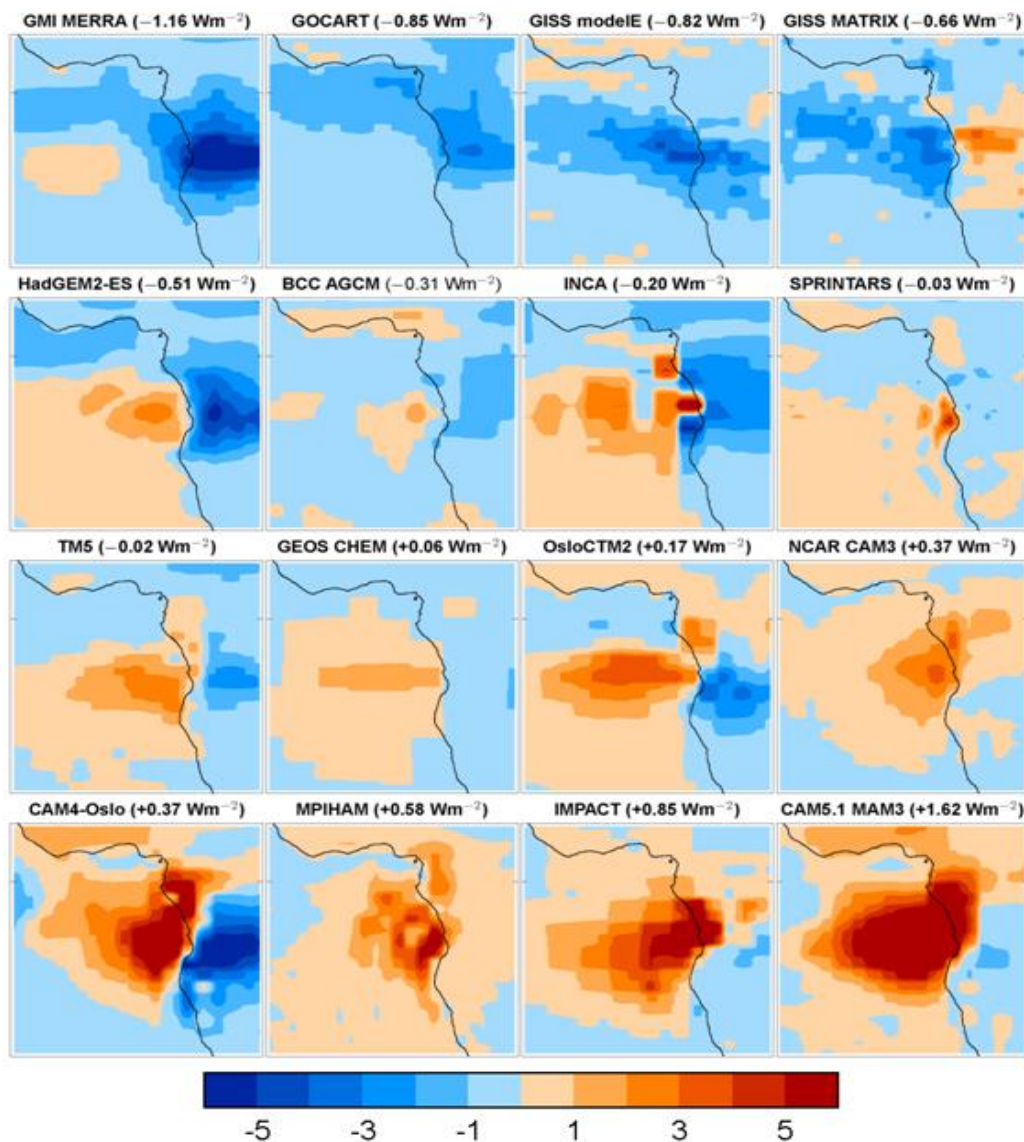 GMI MERRA (−1.16 Wm−2) GOCART (−0.85 Wm−2) GISS modelE (−0.82 Wm−2) GISS MATRIX (−0.66 Wm−2)
HadGEM2-ES (−0.51 Wm−2) BCC AGCM (−0.31 Wm−2) INCA (−0.20 Wm−2) SPRINTARS (−0.03 Wm−2)
TM5 (−0.02 Wm−2) GEOS CHEM (+0.06 Wm−2) OsloCTM2 (+0.17 Wm−2) NCAR CAM3 (+0.37 Wm−2)
CAM4-Oslo (+0.37 Wm−2) MPIHAM (+0.58 Wm−2) IMPACT (+0.85 Wm−2) CAM5.1 MAM3 (+1.62 Wm−2)
-5 -3 -1 1 3 5